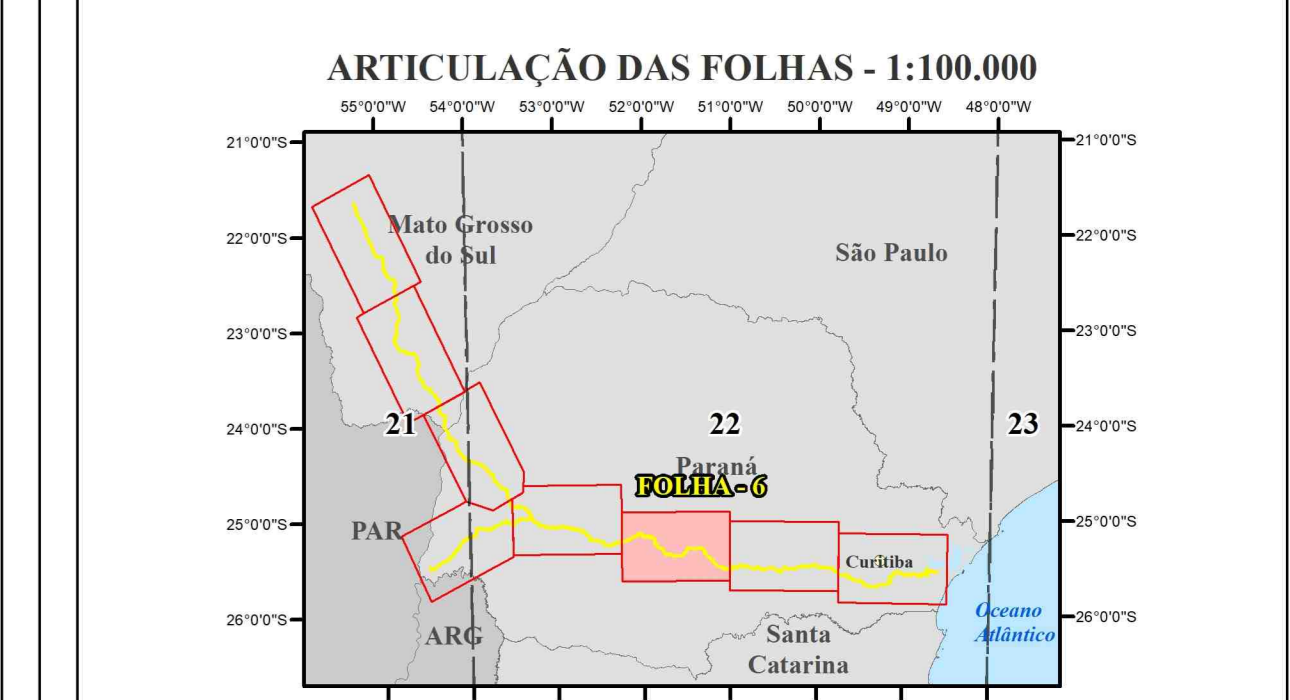 ARTICULAÇÃO DAS FOLHAS - 1:100.000
55°0'0"W 54°0'0"W 53°0'0"W 52°0'0"W 51°0'0"W 50°0'0"W 49°0'0"W 48°0'0"W
21°0'0"S 21°0'0"S
Mato Grosso
do Sul
22°0'0"S 22°0'0"S
São Paulo
23°0'0"S 23°0'0"S
21 22 23
24°0'0"S 24°0'0"S
Paraná
FOLHA - 6
25°0'0"S 25°0'0"S
PAR
Curitiba
26°0'0"S 26°0'0"S
Oceano
Atlântico
ARG
Santa
Catarina